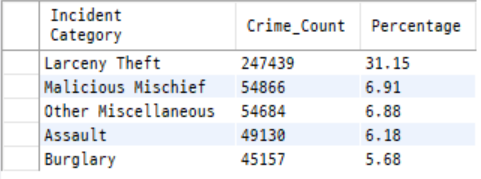 Incident Category Crime_Count Percentage
Larceny Theft 247439 31.15
Malicious Mischief 54866 6.91
Other Miscellaneous 54684 6.88
Assault 49130 6.18
Burglary 45157 5.68